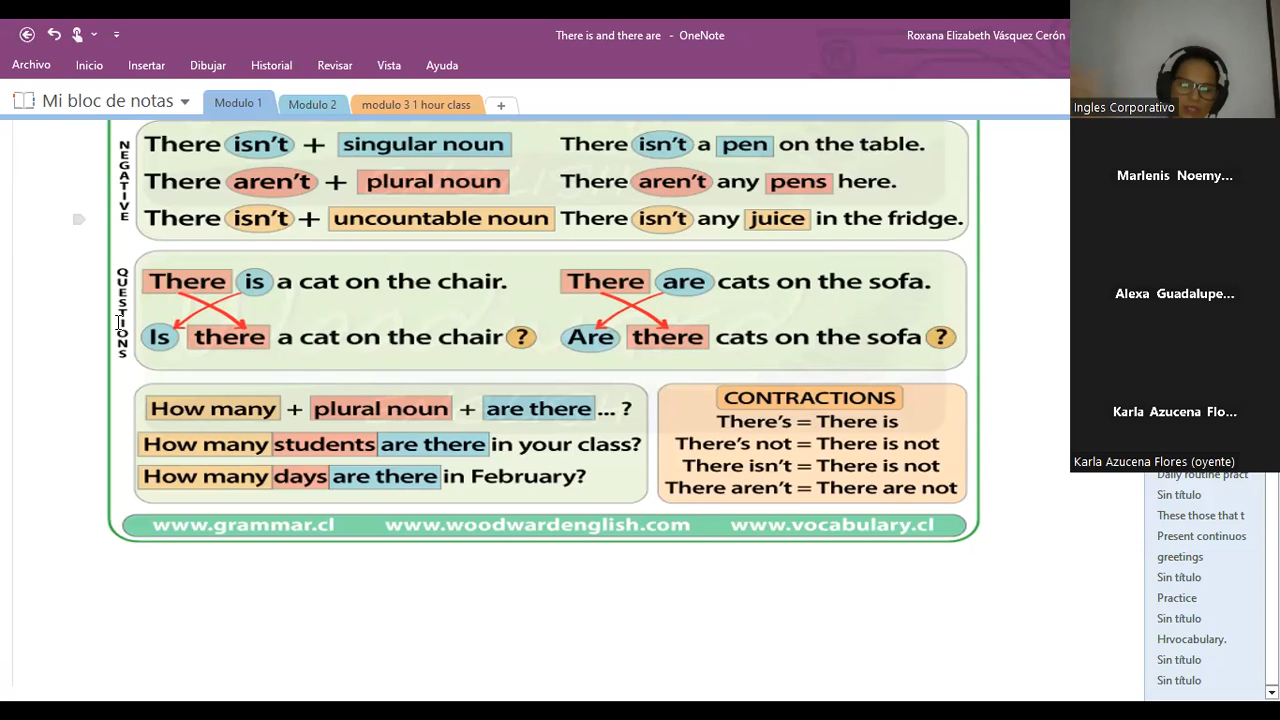 There is and there are - OneNote
Roxana Elizabeth Vásquez Cerón
Archivo Inicio Insertar Dibujar Historial Revisar Vista Ayuda
Mi bloc de notas
Modulo 1
Modulo 2
modulo 3 1 hour class
NEGATIVE
There isn't + singular noun There isn't a pen on the table.
There aren't + plural noun There aren't any pens here.
There isn't + uncountable noun There isn't any juice in the fridge.
QUESTIONS
There is a cat on the chair. There are cats on the sofa.
Is there a cat on the chair ? Are there cats on the sofa ?
How many + plural noun + are there ... ?
How many students are there in your class?
How many days are there in February?
CONTRACTIONS
There's = There is
There's not = There is not
There isn't = There is not
There aren't = There are not
www.grammar.cl www.woodwardenglish.com www.vocabulary.cl
Ingles Corporativo
Marlenis Noemy...
Alexa Guadalupe...
Karla Azucena Flo...
Karla Azucena Flores (oyente)
Daily routine pract
Sin título
These those that t
Present continuos
greetings
Sin título
Practice
Sin título
Hrvocabulary.
Sin título
Sin título